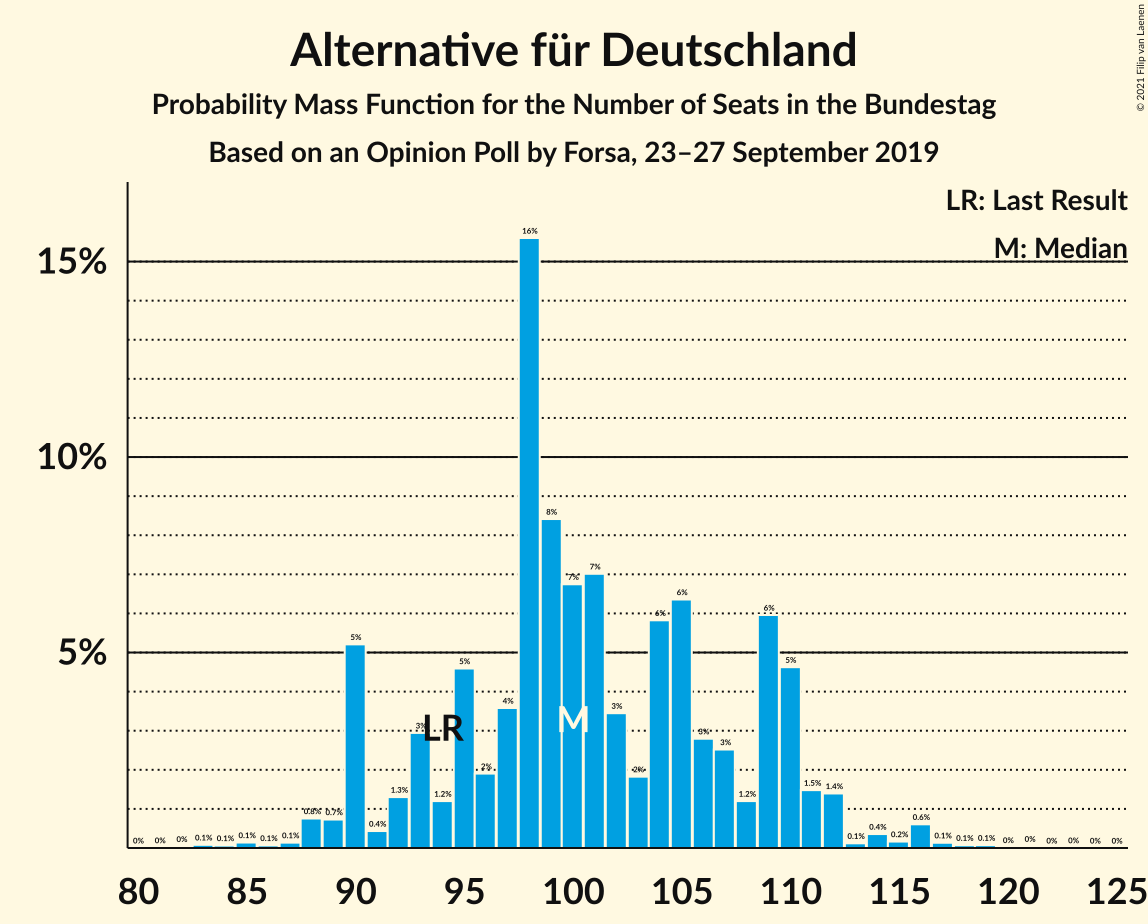 Alternative für Deutschland
Probability Mass Function for the Number of Seats in the Bundestag
Based on an Opinion Poll by Forsa, 23–27 September 2019
© 2021 Filip van Laenen
LR: Last Result
M: Median
15%
10%
5%
0% 0% 0% 0.1% 0.1% 0.1% 0.1% 0.1% 0.8% 0.7% 5% 0.4% 1.3% 3% 1.2% 5% 2% 4% 16% 8% 7% 7% 3% 2% 6% 6% 3% 3% 1.2% 6% 5% 1.5% 1.4% 0.1% 0.4% 0.2% 0.6% 0.1% 0.1% 0.1% 0% 0% 0% 0% 0% 0%
LR
M
80 85 90 95 100 105 110 115 120 125